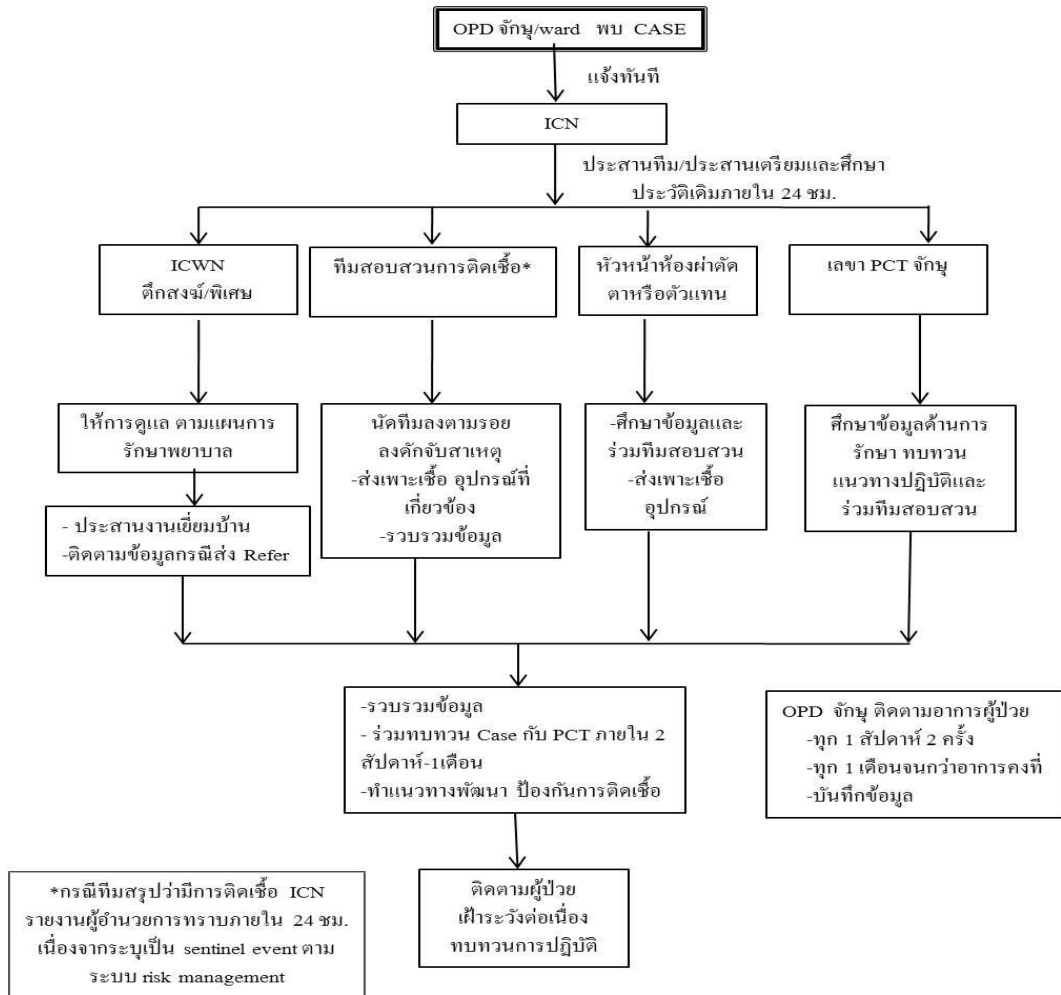 OPD จักษุ/ward พบ CASE
แจ้งทันที
ICN
ประสานทีม/ประสานเตรียมและศึกษา
ประวัติเดิมภายใน 24 ชม.
ICWN
ตึกสงฆ์/พิเศษ
ทีมสอบสวนการติดเชื้อ*
หัวหน้าห้องผ่าตัด
ตาหรือตัวแทน
เลขา PCT จักษุ
ให้การดูแล ตามแผนการ
รักษาพยาบาล
- ประสานงานเยี่ยมบ้าน
-ติดตามข้อมูลกรณีส่ง Refer
นัดทีมลงตามรอย
ลงดักจับสาเหตุ
-ส่งเพาะเชื้อ อุปกรณ์ที่
เกี่ยวข้อง
-รวบรวมข้อมูล
-ศึกษาข้อมูลและ
ร่วมทีมสอบสวน
-ส่งเพาะเชื้อ
อุปกรณ์
ศึกษาข้อมูลด้านการ
รักษา ทบทวน
แนวทางปฏิบัติและ
ร่วมทีมสอบสวน
-รวบรวมข้อมูล
- ร่วมทบทวน Case กับ PCT ภายใน 2
สัปดาห์-1เดือน
-ทำแนวทางพัฒนา ป้องกันการติดเชื้อ
OPD จักษุ ติดตามอาการผู้ป่วย
-ทุก 1 สัปดาห์ 2 ครั้ง
-ทุก 1 เดือนจนกว่าอาการคงที่
-บันทึกข้อมูล
*กรณีทีมสรุปว่ามีการติดเชื้อ ICN
รายงานผู้อำนวยการทราบภายใน 24 ชม.
เนื่องจากระบุเป็น sentinel event ตาม
ระบบ risk management
ติดตามผู้ป่วย
เฝ้าระวังต่อเนื่อง
ทบทวนการปฏิบัติ